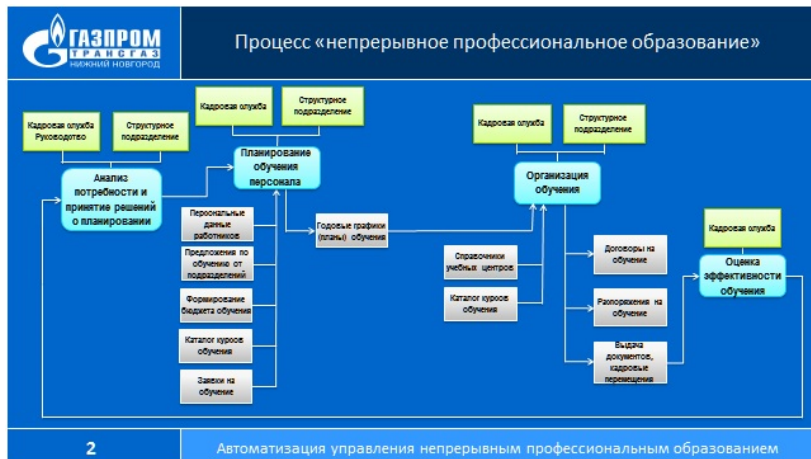 ГАЗПРОМ
ТРАНСГАЗ
НИЖНИЙ НОВГОРОД
Процесс «непрерывное профессиональное образование»
Кадровая служба
Руководство
Структурное
подразделение
Анализ
потребности и
принятие решений
о планировании
Кадровая служба
Структурное
подразделение
Планирование
обучения
персонала
Персональные
данные
работников
Предложения по
обучению от
подразделений
Формирование
бюджета обучения
Каталог курсов
обучения
Заявки на
обучение
Годовые графики
(планы) обучения
Кадровая служба
Структурное
подразделение
Организация
обучения
Справочники
учебных центров
Каталог курсов
обучения
Договоры на
обучение
Распоряжения на
обучение
Выдача
документов,
кадровые
перемещения
Кадровая служба
Оценка
эффективности
обучения
2
Автоматизация управления непрерывным профессиональным образованием